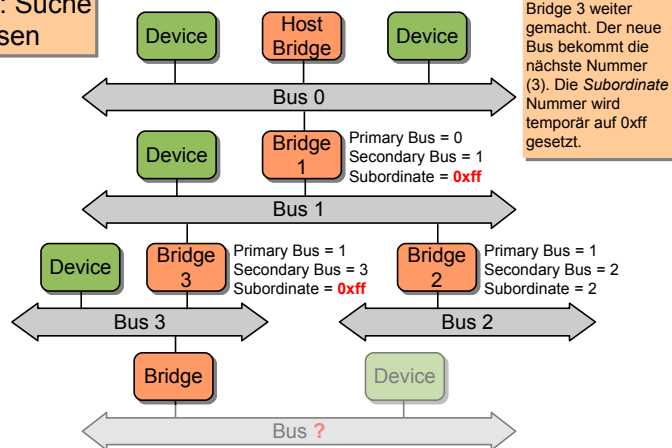 : Suche
sen
Bridge 3 weiter
gemacht. Der neue
Bus bekommt die
nächste Nummer
(3). Die Subordinate
Nummer wird
temporär auf 0xff
gesetzt.
Device
Host
Bridge
Device
Bus 0
Device
Bridge
1
Primary Bus = 0
Secondary Bus = 1
Subordinate = 0xff
Bus 1
Device
Bridge
3
Primary Bus = 1
Secondary Bus = 3
Subordinate = 0xff
Bridge
2
Primary Bus = 1
Secondary Bus = 2
Subordinate = 2
Bus 3
Bus 2
Bridge
Device
Bus ?